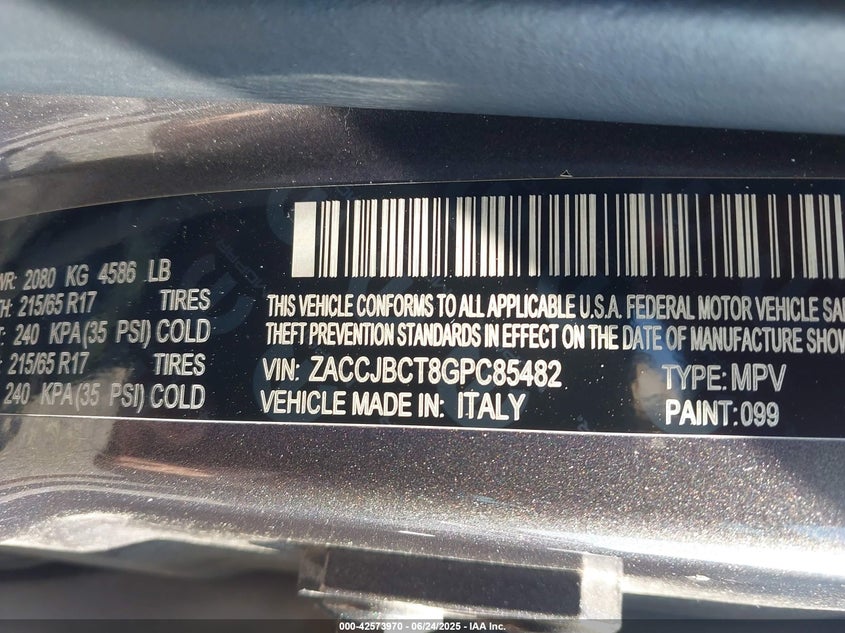 WR: 2080 KG 4586 LB
TH: 215/65 R17 TIRES
T: 240 KPA(35 PSI) COLD
: 215/65 R17 TIRES
240 KPA(35 PSI) COLD
THIS VEHICLE CONFORMS TO ALL APPLICABLE U.S.A. FEDERAL MOTOR VEHICLE SA
THEFT PREVENTION STANDARDS IN EFFECT ON THE DATE OF MANUFACTURE SHOW
VIN: ZACCJBCT8GPC85482 TYPE: MPV
VEHICLE MADE IN: ITALY PAINT: 099
000-42573970 - 06/24/2025 - IAA Inc.